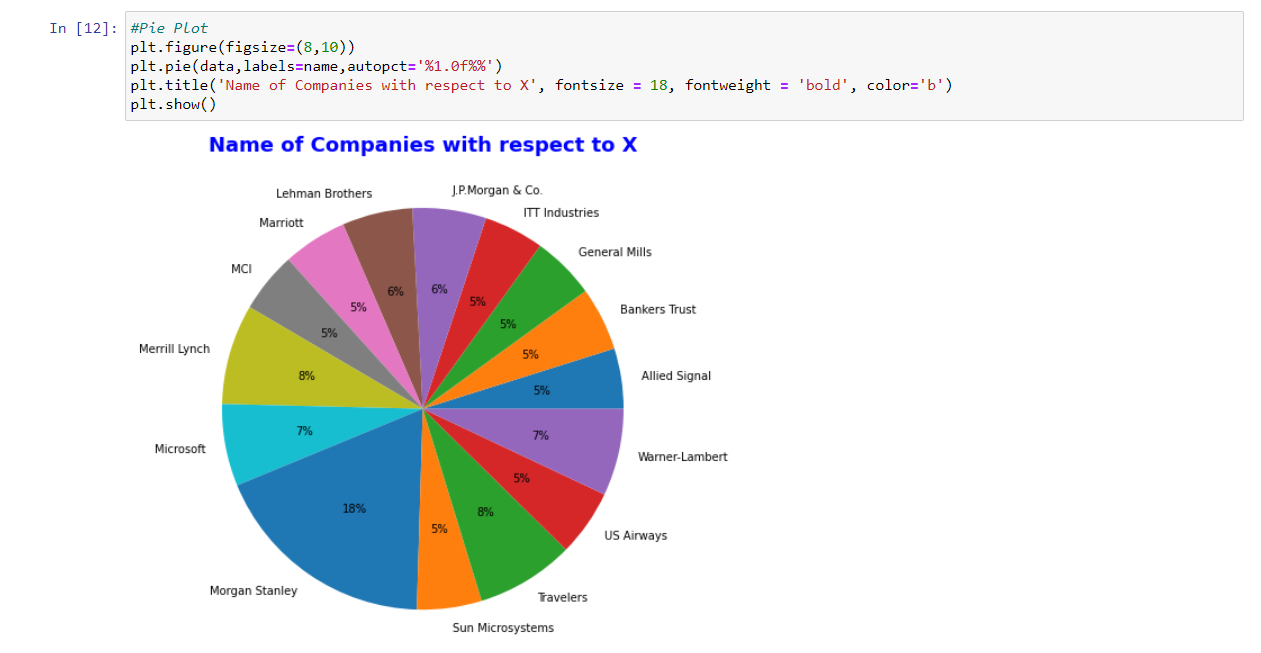 In [12]: #Pie Plot
plt.figure(figsize=(8,10))
plt.pie(data,labels=name,autopct='%1.0f%%')
plt.title('Name of Companies with respect to X', fontsize = 18, fontweight = 'bold', color='b')
plt.show()
Name of Companies with respect to X
Lehman Brothers
J.P.Morgan & Co.
ITT Industries
Marriott
General Mills
MCI
6%
6%
5%
5%
Bankers Trust
5%
5%
Merrill Lynch
5%
8%
Allied Signal
5%
7%
7%
Microsoft
Warner-Lambert
5%
18%
8%
5%
US Airways
Morgan Stanley
Travelers
Sun Microsystems